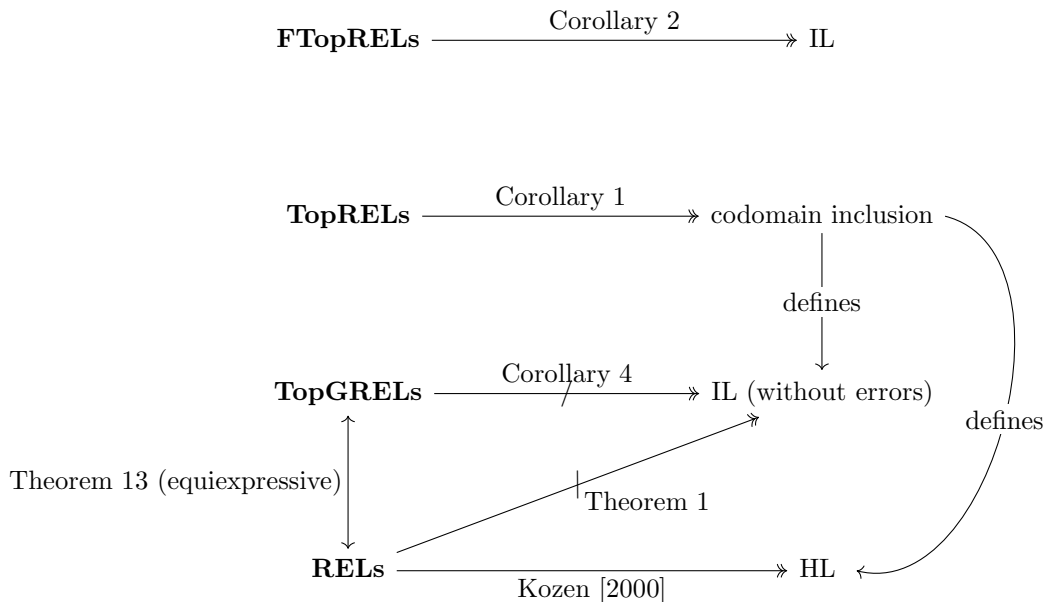 Corollary 2
FTopRELs IL
Corollary 1
TopRELs codomain inclusion
defines
Corollary 4
TopGRELs IL (without errors)
defines
Theorem 13 (equiexpressive)
Theorem 1
RELs HL
Kozen [2000]